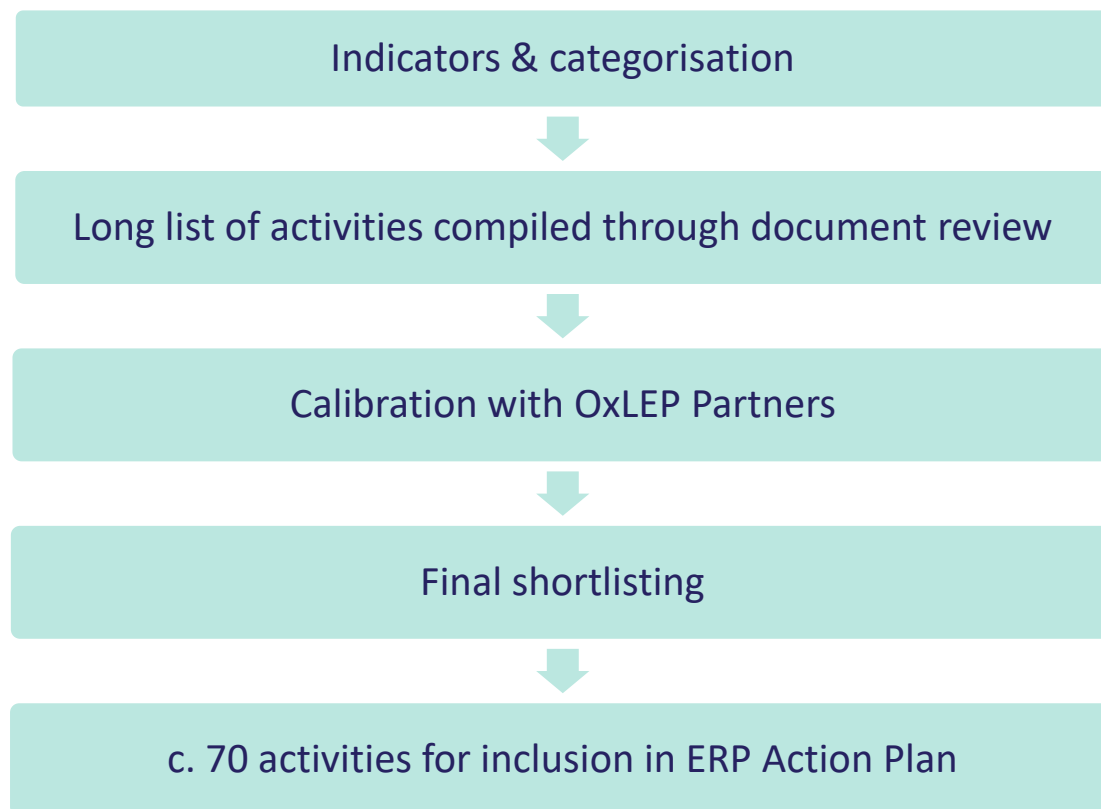 Indicators & categorisation
Long list of activities compiled through document review
Calibration with OxLEP Partners
Final shortlisting
c. 70 activities for inclusion in ERP Action Plan